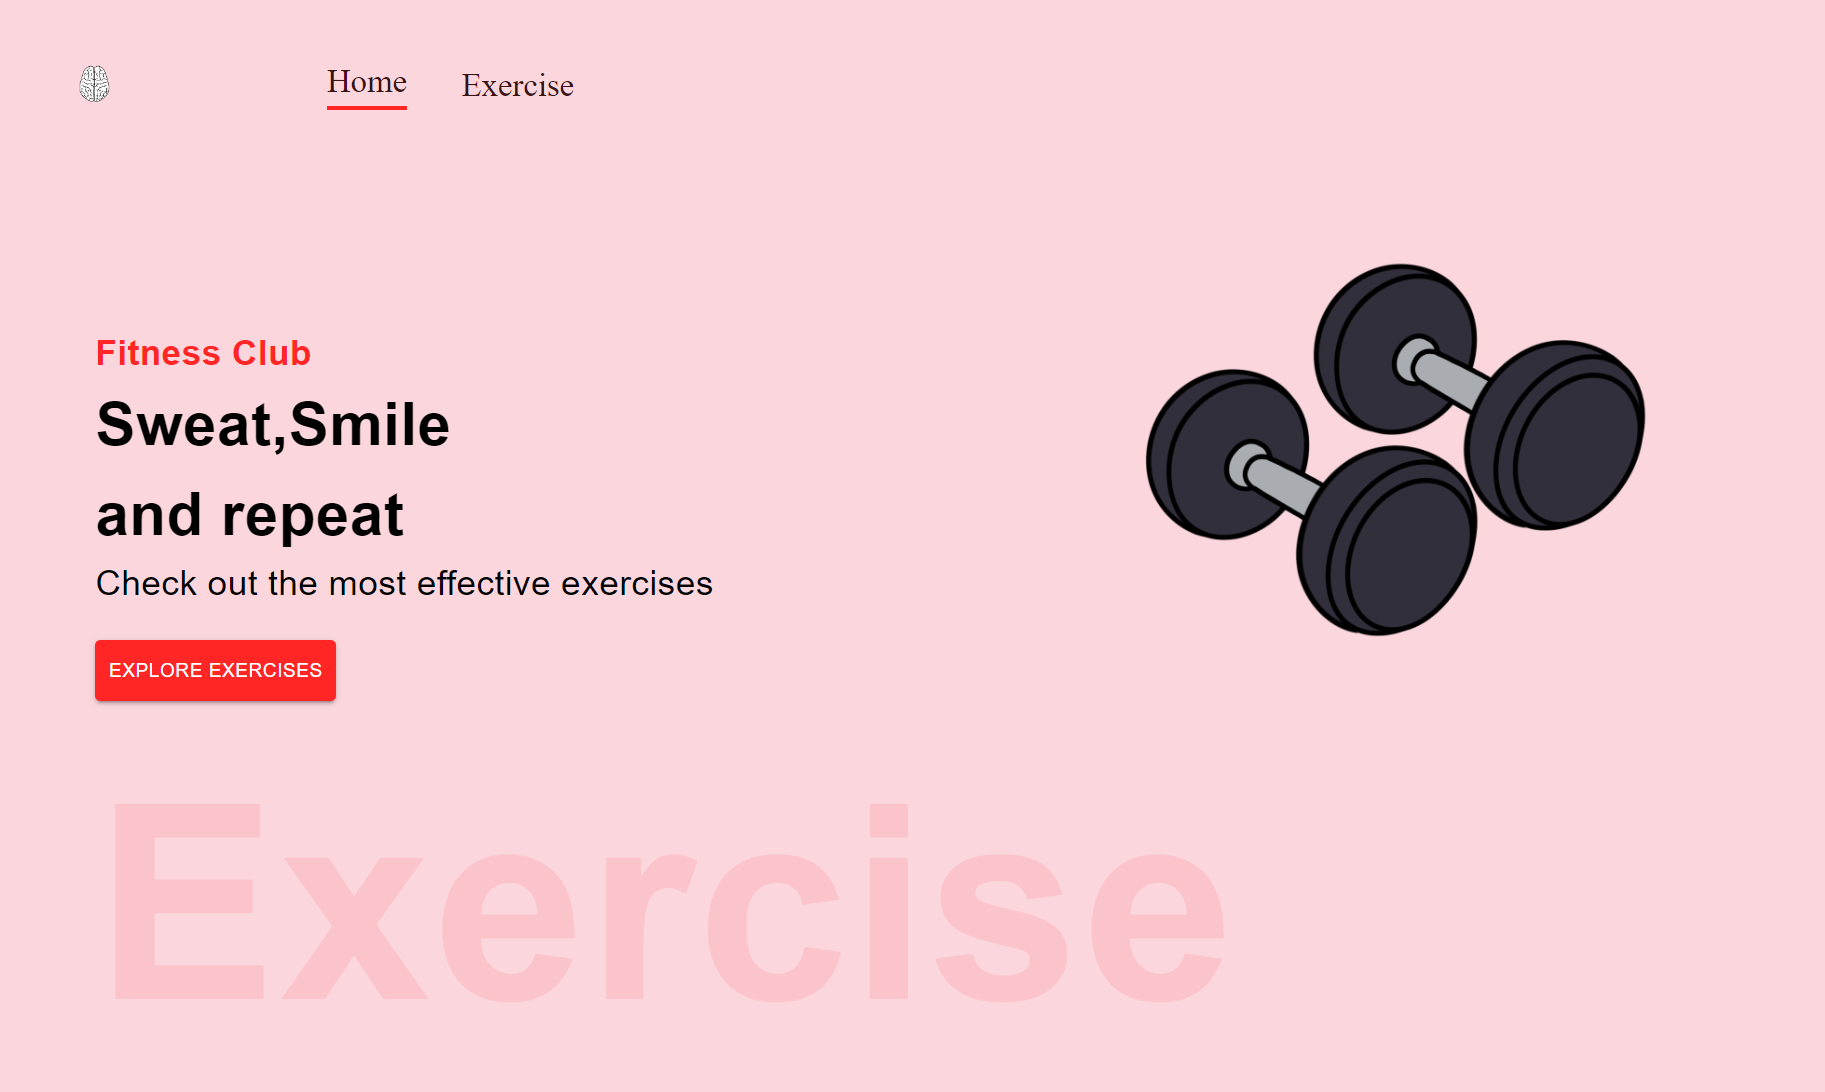 Home Exercise
Fitness Club
Sweat,Smile
and repeat
Check out the most effective exercises
EXPLORE EXERCISES
Exercise